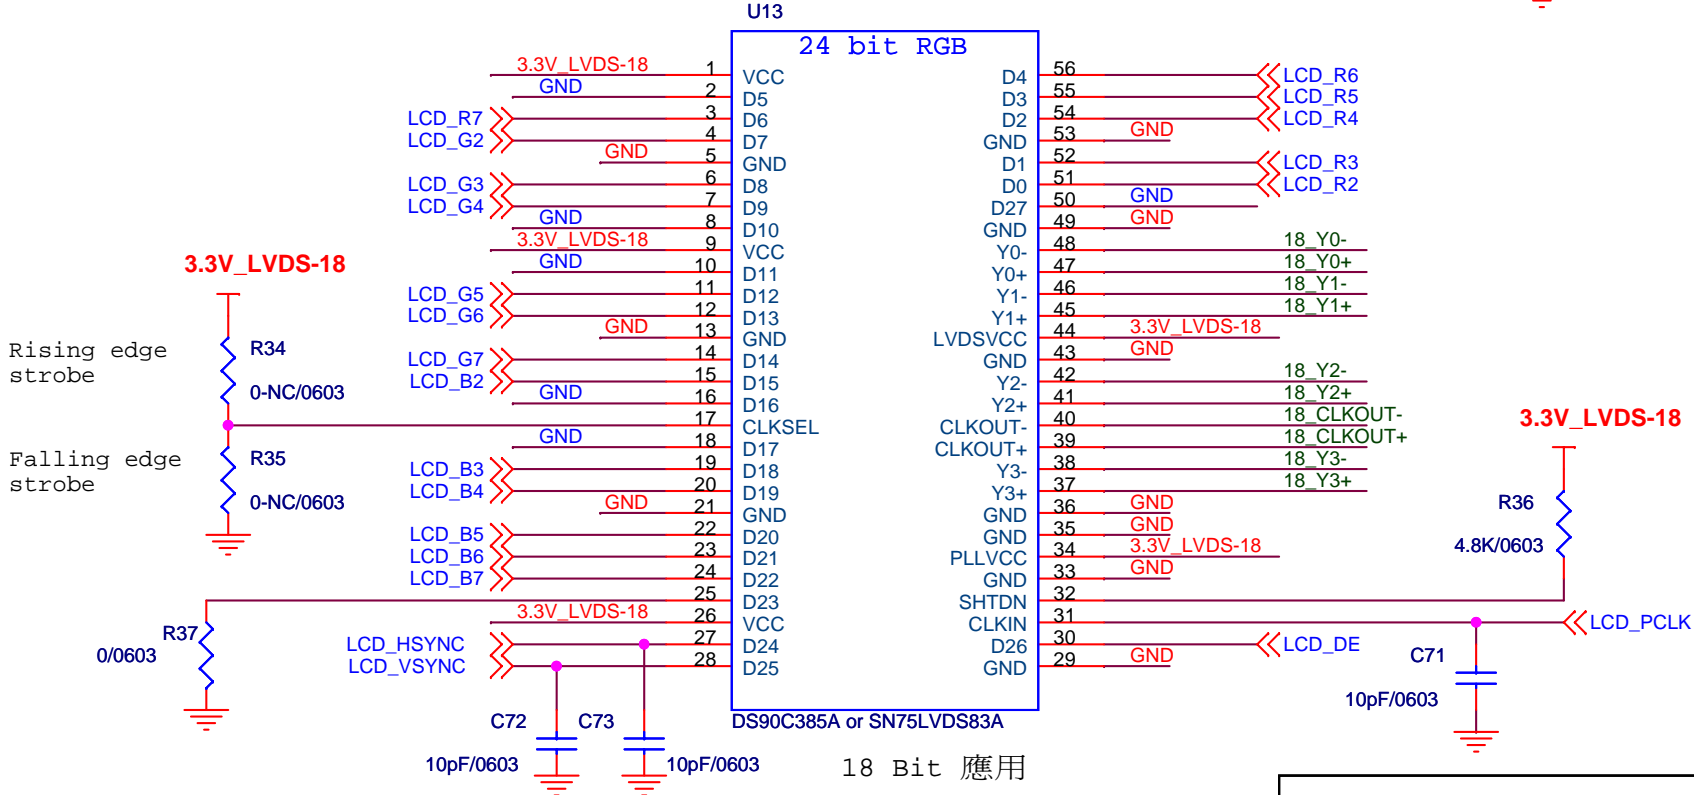 U13
24 bit RGB
3.3V_LVDS-18 1 VCC D4 56 LCD_R6
GND 2 D5 D3 55 LCD_R5
LCD_R7 3 D6 D2 54 LCD_R4
LCD_G2 4 D7 GND 53 GND
GND 5 GND D1 52 LCD_R3
LCD_G3 6 D8 D0 51 LCD_R2
LCD_G4 7 D9 D27 50 GND
GND 8 D10 GND 49 GND
3.3V_LVDS-18 9 VCC Y0- 48 18_Y0-
GND 10 D11 Y0+ 47 18_Y0+
LCD_G5 11 D12 Y1- 46 18_Y1-
LCD_G6 12 D13 Y1+ 45 18_Y1+
GND 13 GND LVDSVCC 44 3.3V_LVDS-18
LCD_G7 14 D14 GND 43 GND
LCD_B2 15 D15 Y2- 42 18_Y2-
GND 16 D16 Y2+ 41 18_Y2+
17 CLKSEL CLKOUT- 40 18_CLKOUT-
GND 18 D17 CLKOUT+ 39 18_CLKOUT+
LCD_B3 19 D18 Y3- 38 18_Y3-
LCD_B4 20 D19 Y3+ 37 18_Y3+
GND 21 GND GND 36 GND
LCD_B5 22 D20 GND 35 GND
LCD_B6 23 D21 PLLVCC 34 3.3V_LVDS-18
LCD_B7 24 D22 GND 33 GND
25 D23 SHTDN 32
3.3V_LVDS-18 26 VCC CLKIN 31 LCD_PCLK
LCD_HSYNC 27 D24 D26 30 LCD_DE
LCD_VSYNC 28 D25 GND 29 GND
3.3V_LVDS-18
Rising edge
strobe
R34
0-NC/0603
Falling edge
strobe
R35
0-NC/0603
R37
0/0603
3.3V_LVDS-18
R36
4.8K/0603
C71
10pF/0603
C72
10pF/0603
C73
10pF/0603
DS90C385A or SN75LVDS83A
18 Bit 應用